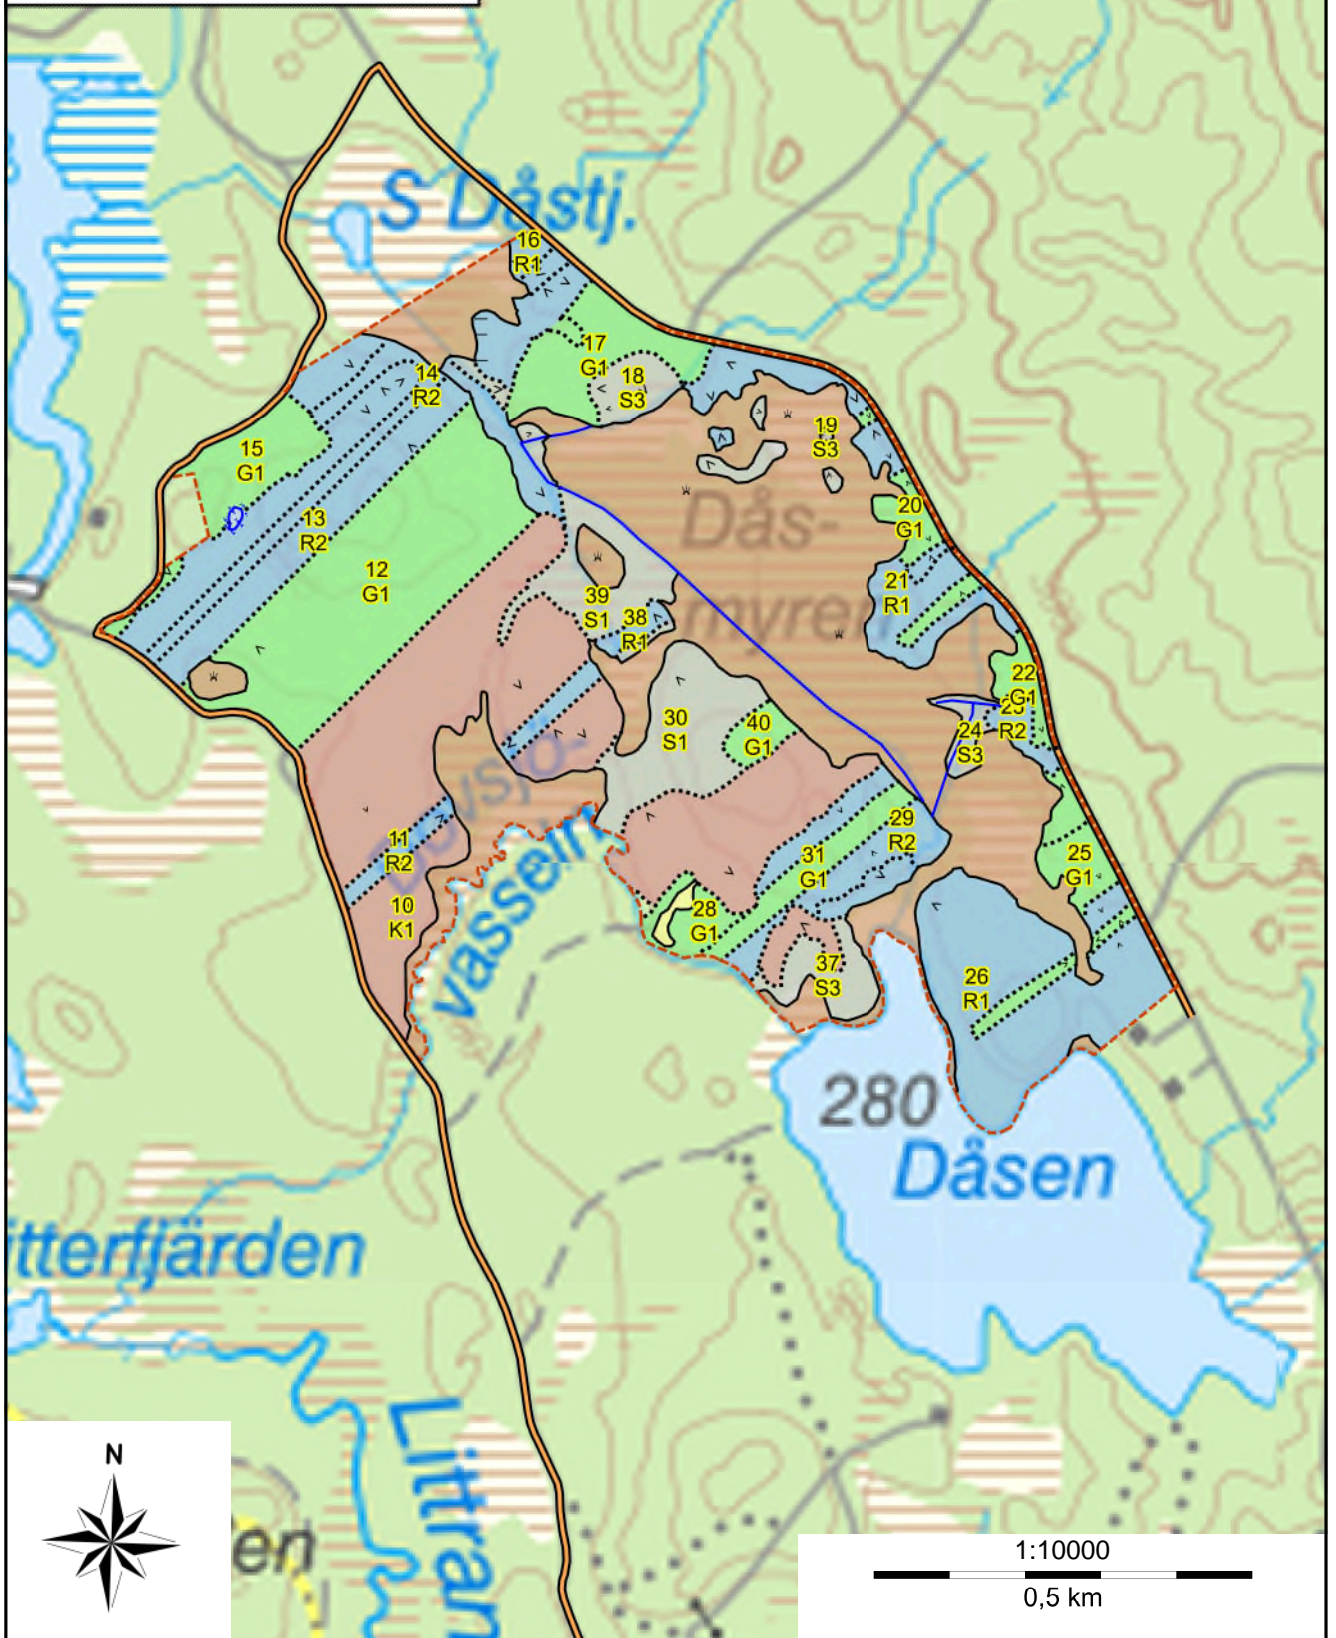 S Dåstj.
16
R1
17
G1
18
S3
14
R2
15
G1
19
S3
13
R2
Dås-
myren
20
G1
12
G1
21
R1
39
S1
38
R1
22
G1
23
R2
30
S1
40
G1
24
S3
11
R2
29
R2
31
G1
25
G1
vassein
10
K1
28
G1
37
S3
26
R1
280
Dåsen
itterfjärden
Littran
en
N
1:10000
0,5 km